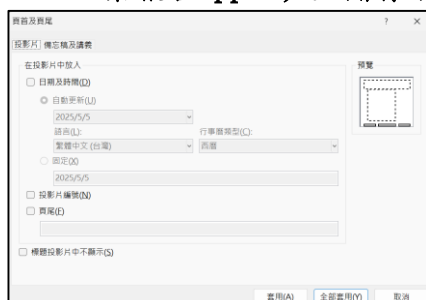 頁首及頁尾 ? ×
投影片 備忘稿及講義
在投影片中放入 預覽
日期及時間(D)
自動更新(U)
2025/5/5
語言(L): 行事曆類型(C):
繁體中文 (台灣) 西曆
固定(X)
2025/5/5
投影片編號(N)
頁尾(F)
標題投影片中不顯示(S)
套用(A) 全部套用(Y) 取消